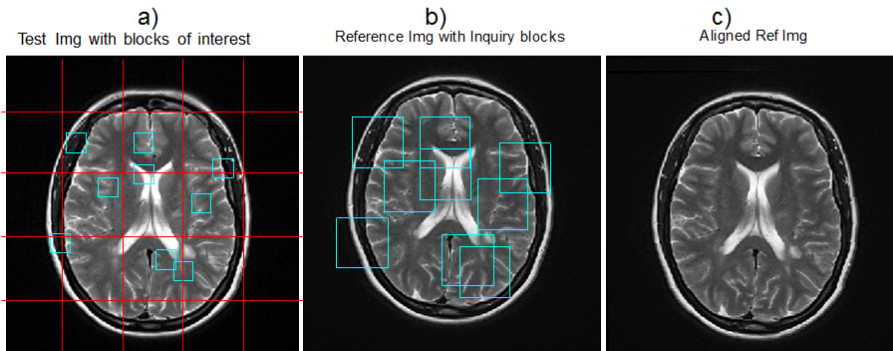 a)
Test Img with blocks of interest
b)
Reference Img with Inquiry blocks
c)
Aligned Ref Img